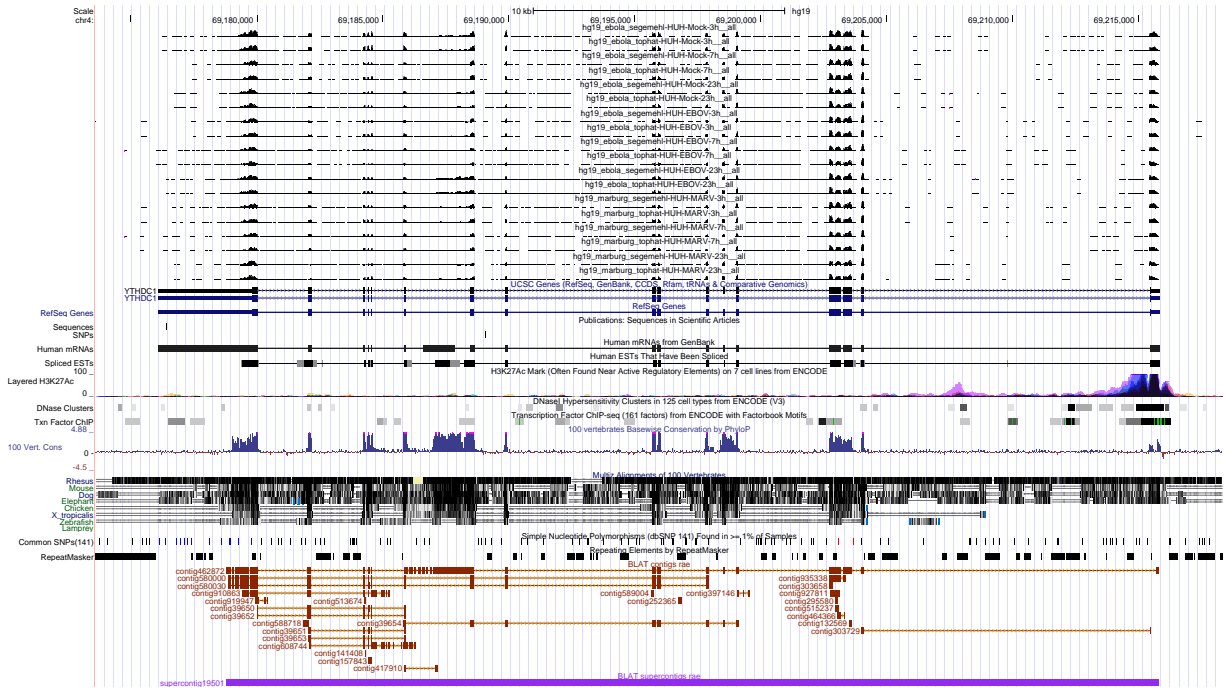 Scale 10 kb hg19
chr4: 69,180,000 69,185,000 69,190,000 69,195,000 69,200,000 69,205,000 69,210,000 69,215,000
hg19_ebola_segemehl-HUH-Mock-3h__all
hg19_ebola_tophat-HUH-Mock-3h__all
hg19_ebola_segemehl-HUH-Mock-7h__all
hg19_ebola_tophat-HUH-Mock-7h__all
hg19_ebola_segemehl-HUH-Mock-23h__all
hg19_ebola_tophat-HUH-Mock-23h__all
hg19_ebola_segemehl-HUH-EBOV-3h__all
hg19_ebola_tophat-HUH-EBOV-3h__all
hg19_ebola_segemehl-HUH-EBOV-7h__all
hg19_ebola_tophat-HUH-EBOV-7h__all
hg19_ebola_segemehl-HUH-EBOV-23h__all
hg19_ebola_tophat-HUH-EBOV-23h__all
hg19_marburg_segemehl-HUH-MARV-3h__all
hg19_marburg_tophat-HUH-MARV-3h__all
hg19_marburg_segemehl-HUH-MARV-7h__all
hg19_marburg_tophat-HUH-MARV-7h__all
hg19_marburg_segemehl-HUH-MARV-23h__all
hg19_marburg_tophat-HUH-MARV-23h__all
UCSC Genes (RefSeq, GenBank, CCDS, Rfam, tRNAs & Comparative Genomics)
YTHDC1
YTHDC1
RefSeq Genes
RefSeq Genes
Publications: Sequences in Scientific Articles
Sequences
SNPs
Human mRNAs from GenBank
Human mRNAs
Human ESTs That Have Been Spliced
Spliced ESTs
H3K27Ac Mark (Often Found Near Active Regulatory Elements) on 7 cell lines from ENCODE
100
Layered H3K27Ac
0
DNaseI Hypersensitivity Clusters in 125 cell types from ENCODE (V3)
DNase Clusters
Transcription Factor ChIP-seq (161 factors) from ENCODE with Factorbook Motifs
Txn Factor ChIP
100 vertebrates Basewise Conservation by PhyloP
4.88
100 Vert. Cons
0
-4.5
Multiz Alignments of 100 Vertebrates
Rhesus
Mouse
Dog
Elephant
Chicken
X_tropicalis
Zebrafish
Lamprey
Simple Nucleotide Polymorphisms (dbSNP 141) Found in >= 1% of Samples
Common SNPs(141)
Repeating Elements by RepeatMasker
RepeatMasker
BLAT contigs rae
contig462872
contig580000 contig935338
contig580030 contig303658
contig910863 contig589004 contig397146 contig927811
contig919947 contig513674 contig252365 contig295580
contig39650 contig515237
contig39652 contig464366
contig588718 contig39654 contig132569
contig39651 contig303729
contig39653
contig608744
contig141408
contig157843
contig417910
BLAT supercontigs rae
supercontig19501